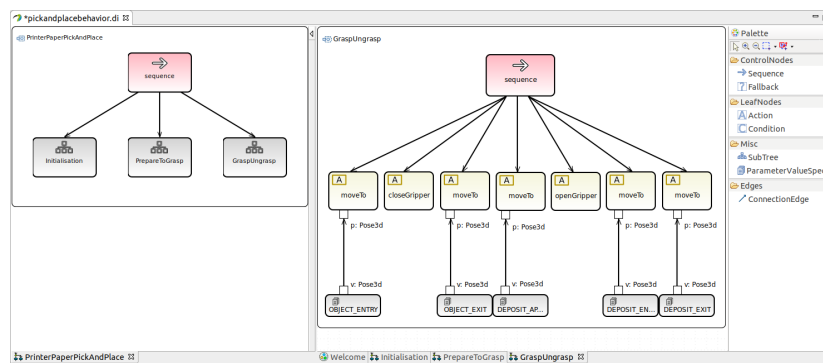 *pickandplacebehavior.di
PrinterPaperPickAndPlace
sequence
Initialisation
PrepareToGrasp
GraspUngrasp
GraspUngrasp
sequence
A A A A A A A
moveTo closeGripper moveTo moveTo openGripper moveTo moveTo
p: Pose3d p: Pose3d p: Pose3d p: Pose3d p: Pose3d
v: Pose3d v: Pose3d v: Pose3d v: Pose3d v: Pose3d
OBJECT_ENTRY OBJECT_EXIT DEPOSIT_AP... DEPOSIT_EN... DEPOSIT_EXIT
Palette
ControlNodes
Sequence
? Fallback
LeafNodes
A Action
C Condition
Misc
SubTree
ParameterValueSpec
Edges
ConnectionEdge
PrinterPaperPickAndPlace
Welcome Initialisation PrepareToGrasp GraspUngrasp